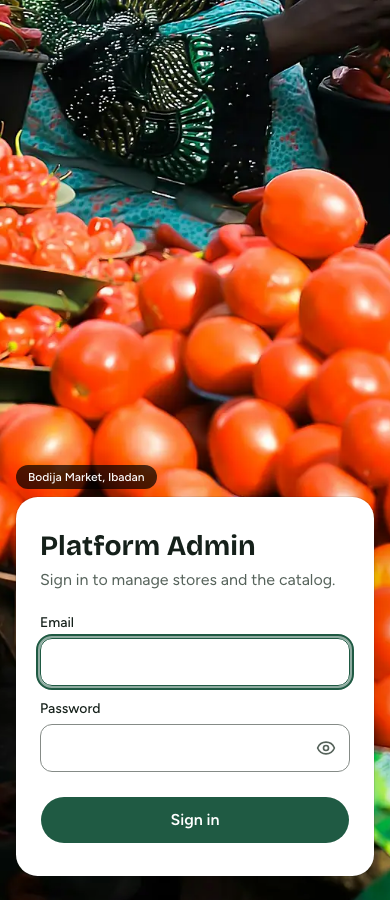 Bodija Market, Ibadan
Platform Admin
Sign in to manage stores and the catalog.
Email
Password
Sign in